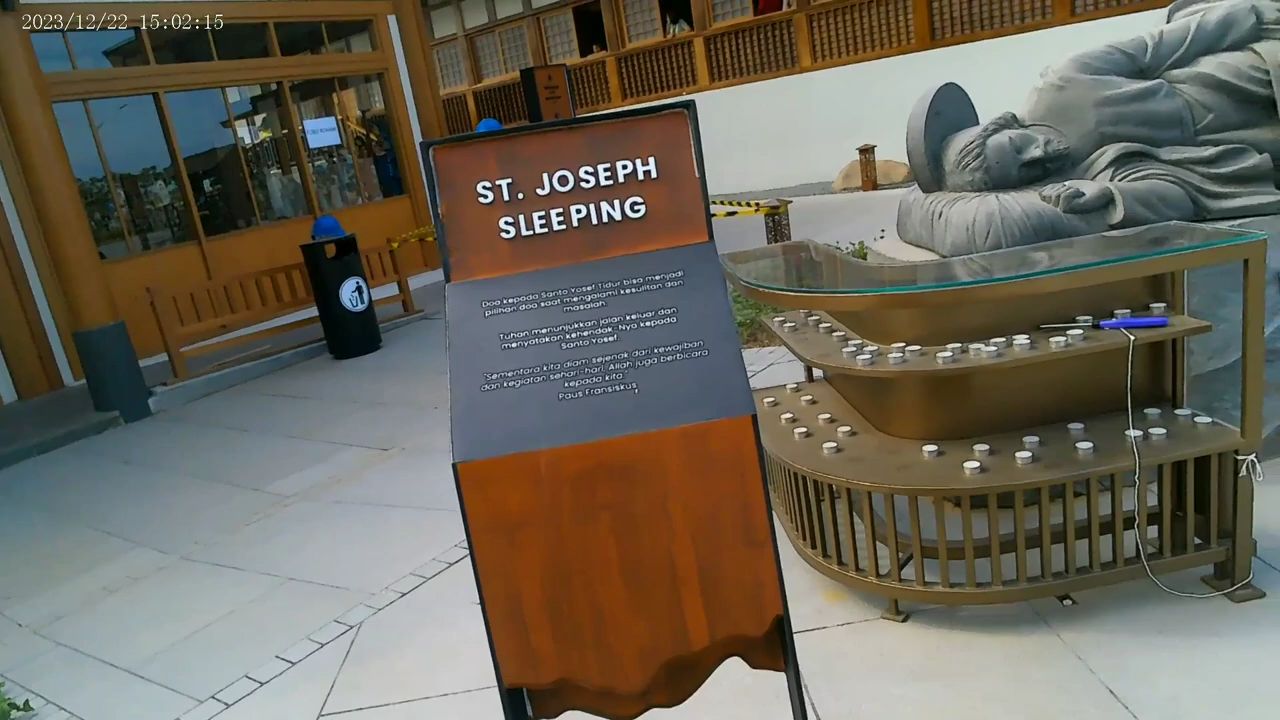 2023/12/22 15:02:15
ST. JOSEPH
SLEEPING
Doa kepada Santo Yosef Tidur bisa menjadi
pilihan doa saat mengalami kesulitan dan
masalah.
Tuhan menunjukkan jalan keluar dan
menyatakan kehendak-Nya kepada
Santo Yosef.
"Sementara kita diam sejenak dari kewajiban
dan kegiatan sehari-hari, Allah juga berbicara
kepada kita"
Paus Fransiskus